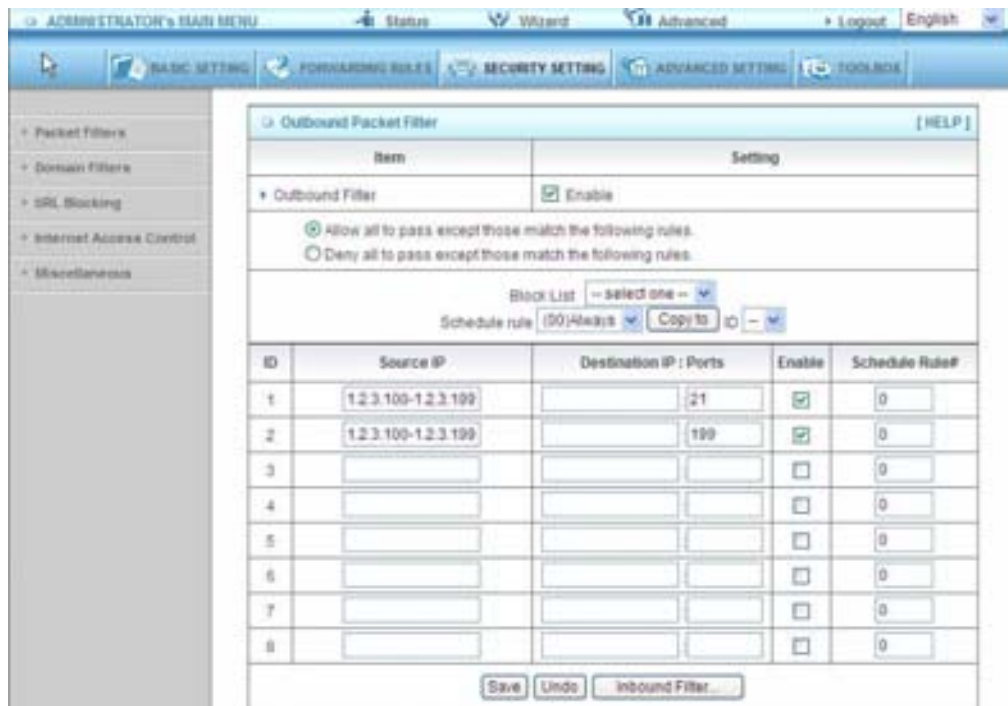 ADMINISTRATOR's MAIN MENU Status Wizard Advanced Logout English
BASIC SETTING FORWARDING RULES SECURITY SETTING ADVANCED SETTING TOOLBOX
Packet Filters
Domain Filters
URL Blocking
Internet Access Control
Miscellaneous
Outbound Packet Filter [HELP]
Item Setting
Outbound Filter Enable
Allow all to pass except those match the following rules.
Deny all to pass except those match the following rules.
Block List -- select one --
Schedule rule (00)Always Copy to ID --
ID Source IP Destination IP : Ports Enable Schedule Rule#
1 1.2.3.100-1.2.3.199 : 21 0
2 1.2.3.100-1.2.3.199 : 199 0
3 : 0
4 : 0
5 : 0
6 : 0
7 : 0
8 : 0
Save Undo Inbound Filter...